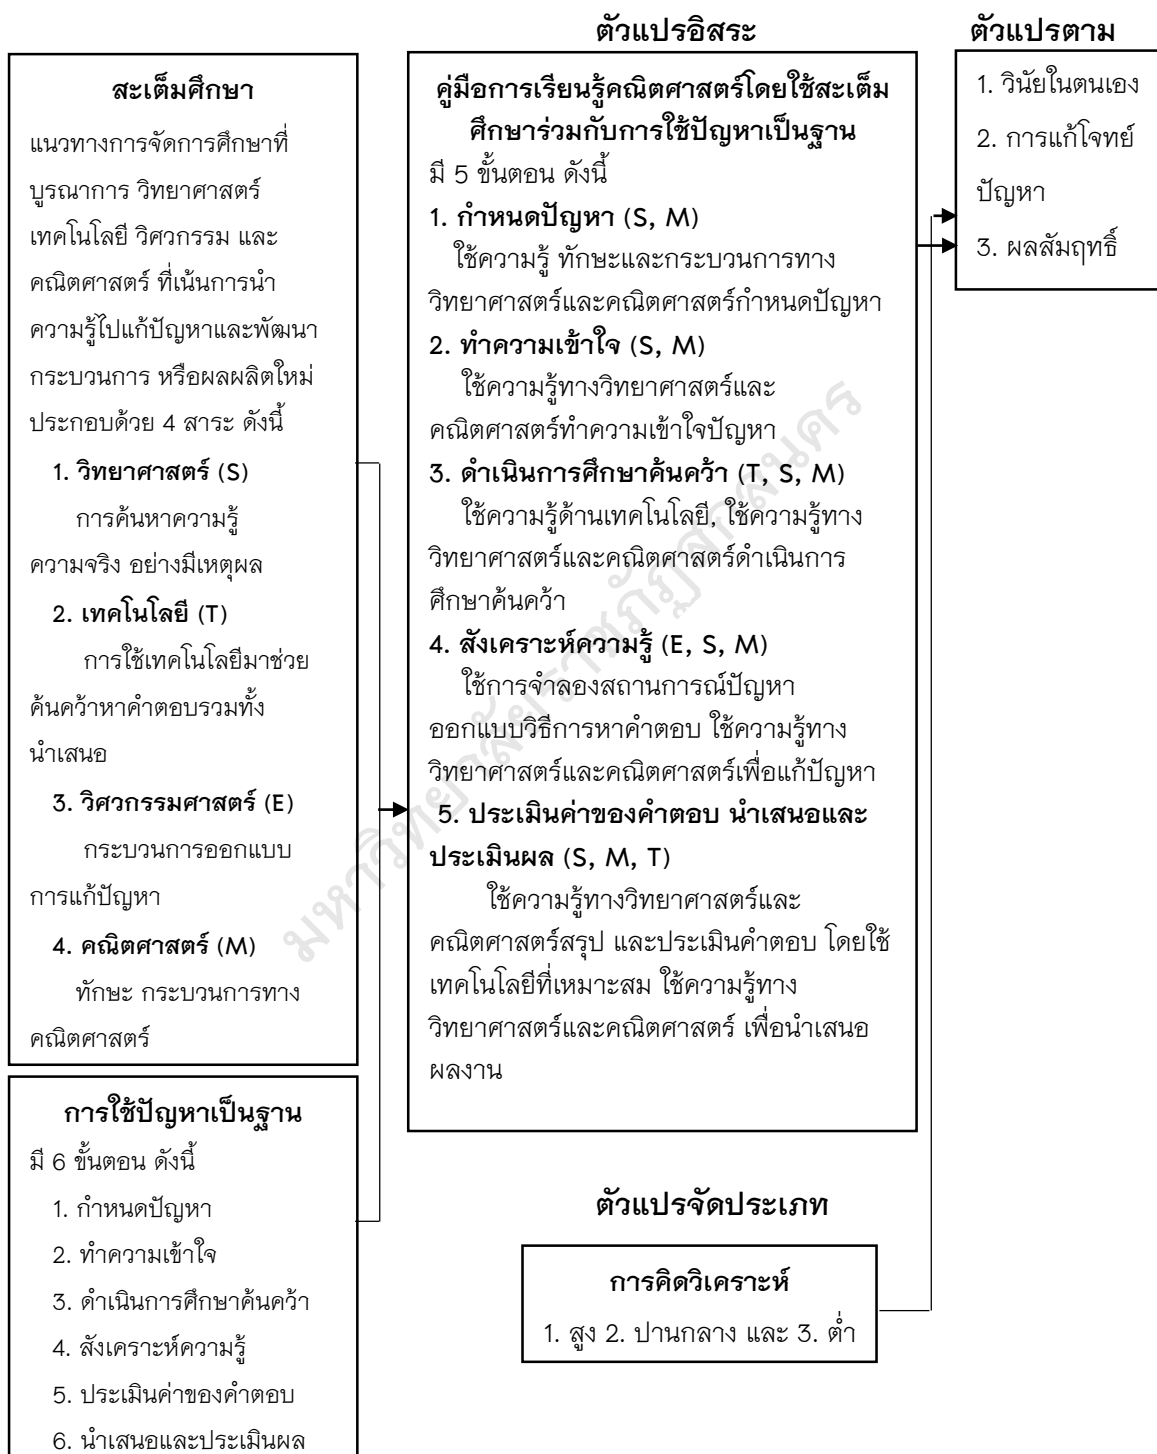 ตัวแปรอิสระ
ตัวแปรตาม
สะเต็มศึกษา
แนวทางการจัดการศึกษาที่
บูรณาการ วิทยาศาสตร์
เทคโนโลยี วิศวกรรม และ
คณิตศาสตร์ ที่เน้นการนำ
ความรู้ไปแก้ปัญหาและพัฒนา
กระบวนการ หรือผลผลิตใหม่
ประกอบด้วย 4 สาระ ดังนี้
1. วิทยาศาสตร์ (S)
การค้นหาความรู้
ความจริง อย่างมีเหตุผล
2. เทคโนโลยี (T)
การใช้เทคโนโลยีมาช่วย
ค้นคว้าหาคำตอบรวมทั้ง
นำเสนอ
3. วิศวกรรมศาสตร์ (E)
กระบวนการออกแบบ
การแก้ปัญหา
4. คณิตศาสตร์ (M)
ทักษะ กระบวนการทาง
คณิตศาสตร์
การใช้ปัญหาเป็นฐาน
มี 6 ขั้นตอน ดังนี้
1. กำหนดปัญหา
2. ทำความเข้าใจ
3. ดำเนินการศึกษาค้นคว้า
4. สังเคราะห์ความรู้
5. ประเมินค่าของคำตอบ
6. นำเสนอและประเมินผล
คู่มือการเรียนรู้คณิตศาสตร์โดยใช้สะเต็ม
ศึกษาร่วมกับการใช้ปัญหาเป็นฐาน
มี 5 ขั้นตอน ดังนี้
1. กำหนดปัญหา (S, M)
ใช้ความรู้ ทักษะและกระบวนการทาง
วิทยาศาสตร์และคณิตศาสตร์กำหนดปัญหา
2. ทำความเข้าใจ (S, M)
ใช้ความรู้ทางวิทยาศาสตร์และ
คณิตศาสตร์ทำความเข้าใจปัญหา
3. ดำเนินการศึกษาค้นคว้า (T, S, M)
ใช้ความรู้ด้านเทคโนโลยี, ใช้ความรู้ทาง
วิทยาศาสตร์และคณิตศาสตร์ดำเนินการ
ศึกษาค้นคว้า
4. สังเคราะห์ความรู้ (E, S, M)
ใช้การจำลองสถานการณ์ปัญหา
ออกแบบวิธีการหาคำตอบ ใช้ความรู้ทาง
วิทยาศาสตร์และคณิตศาสตร์เพื่อแก้ปัญหา
5. ประเมินค่าของคำตอบ นำเสนอและ
ประเมินผล (S, M, T)
ใช้ความรู้ทางวิทยาศาสตร์และ
คณิตศาสตร์สรุป และประเมินคำตอบ โดยใช้
เทคโนโลยีที่เหมาะสม ใช้ความรู้ทาง
วิทยาศาสตร์และคณิตศาสตร์ เพื่อนำเสนอ
ผลงาน
1. วินัยในตนเอง
2. การแก้โจทย์
ปัญหา
3. ผลสัมฤทธิ์
ตัวแปรจัดประเภท
การคิดวิเคราะห์
1. สูง 2. ปานกลาง และ 3. ต่ำ
มหาวิทยาลัยราชภัฏสกลนคร